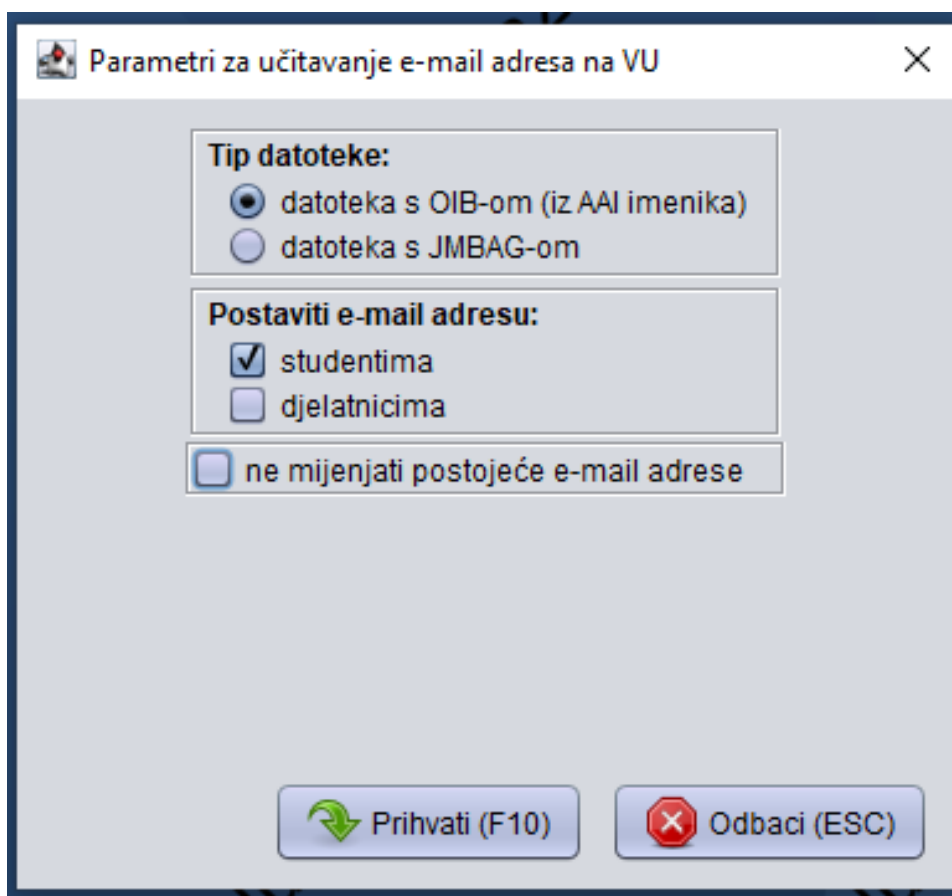 Parametri za učitavanje e-mail adresa na VU
Tip datoteke:
datoteka s OIB-om (iz AAI imenika)
datoteka s JMBAG-om
Postaviti e-mail adresu:
studentima
djelatnicima
ne mijenjati postojeće e-mail adrese
Prihvati (F10)
Odbaci (ESC)